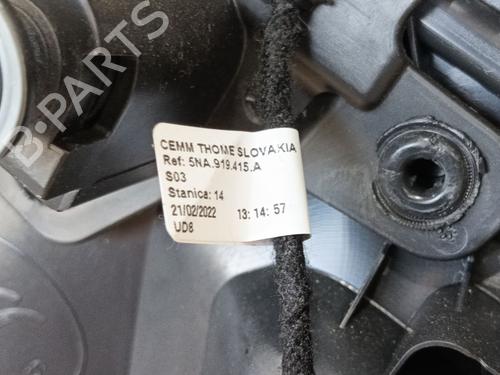 B-PARTS
CEMM THOME SLOVAKIA
Ref: 5NA.919.415.A
S03
Stanica: 14
21/02/2022 13:14:57
UD8